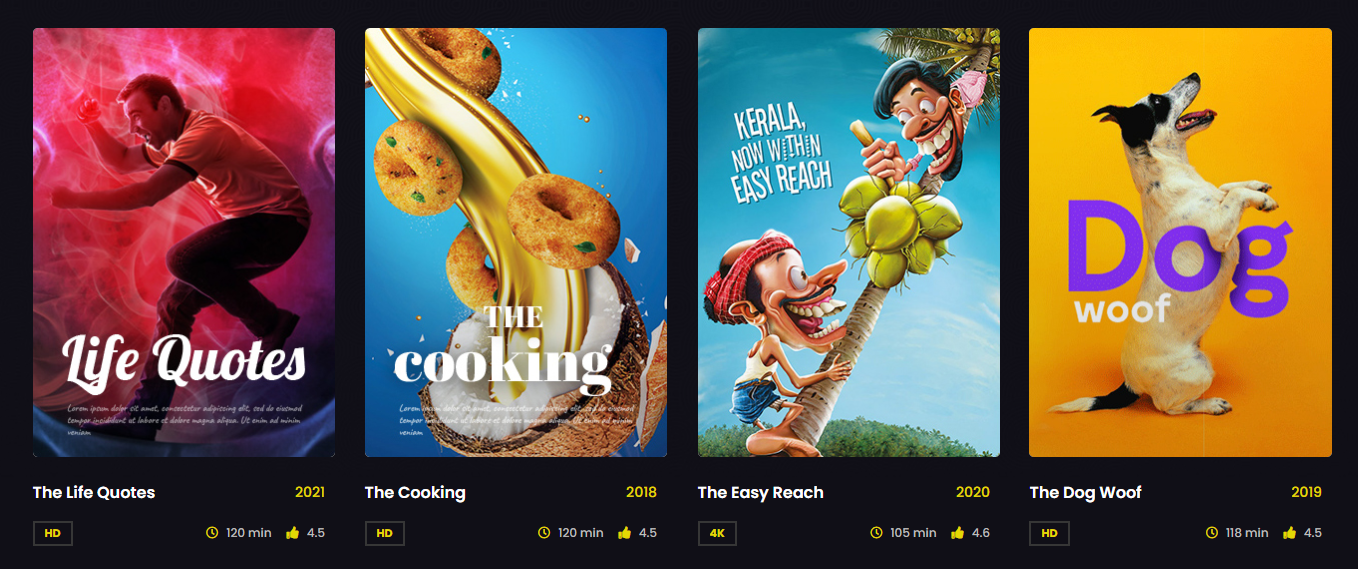 Life Quotes
Lorem ipsum dolor sit amet, consectetur adipiscing elit, sed do eiusmod
tempor incididunt ut labore et dolore magna aliqua. Ut enim ad minim
veniam
The Life Quotes 2021
HD 120 min 4.5
THE
cooking
Lorem ipsum dolor sit amet, consectetur adipiscing elit, sed do eiusmod
tempor incididunt ut labore et dolore magna aliqua. Ut enim ad minim
veniam
The Cooking 2018
HD 120 min 4.5
KERALA,
NOW WITHIN
EASY REACH
The Easy Reach 2020
4K 105 min 4.6
Dog
woof
The Dog Woof 2019
HD 118 min 4.5